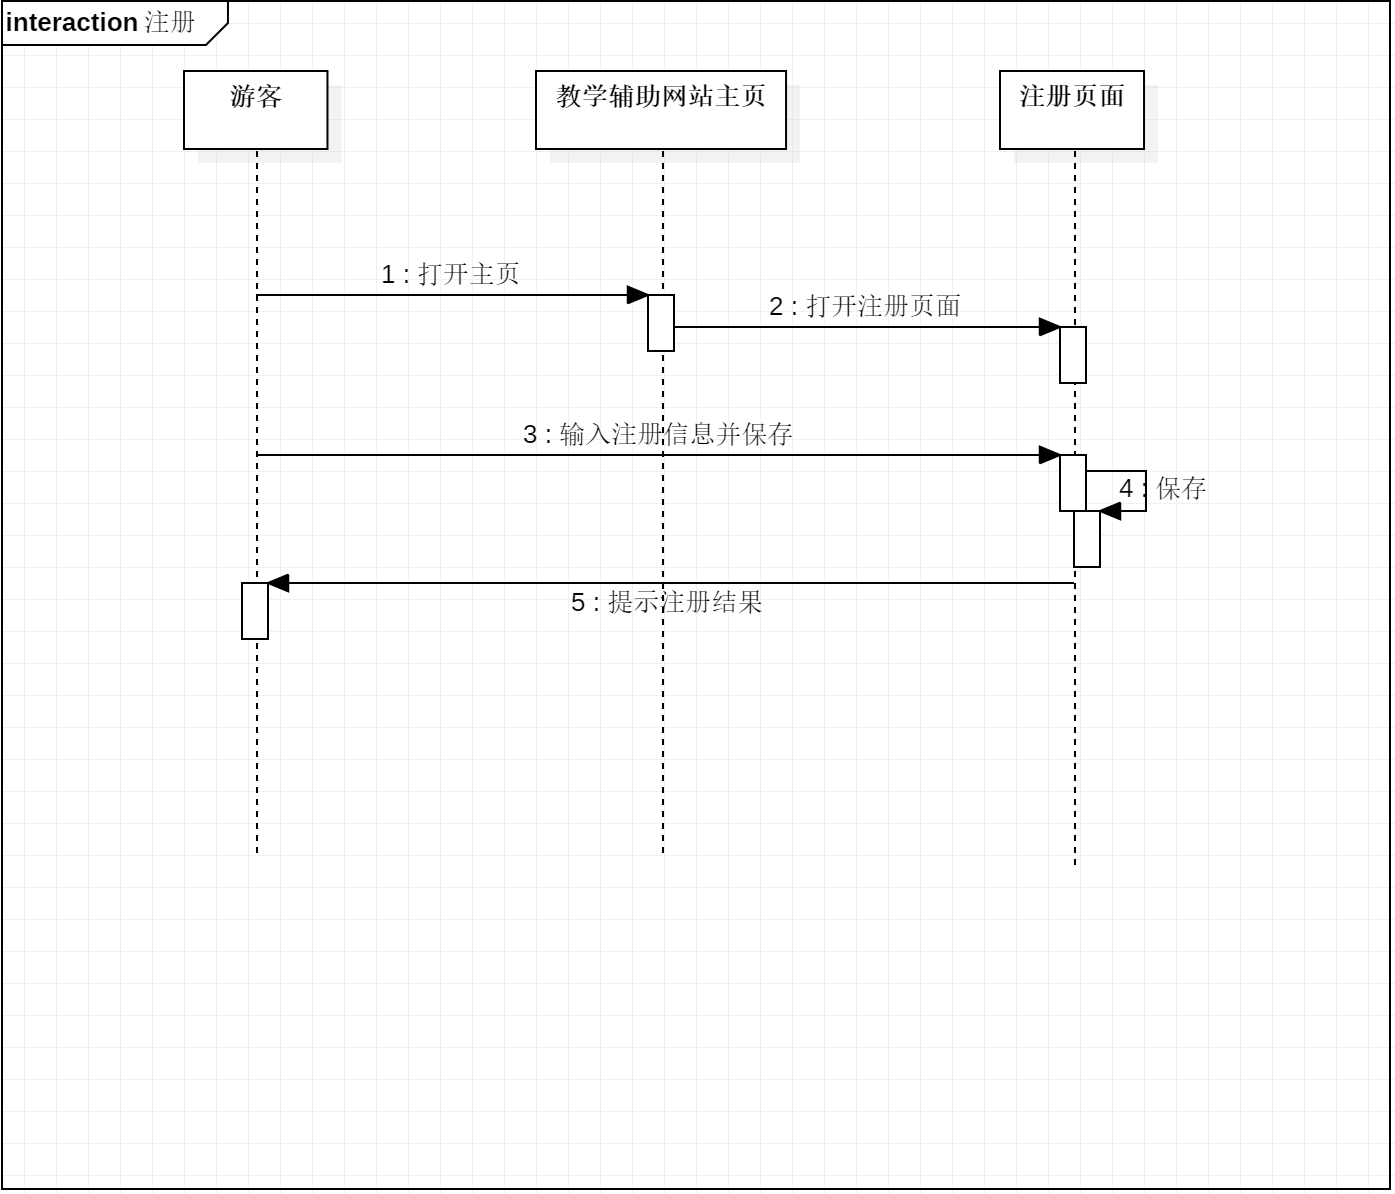 interaction 注册
游客
教学辅助网站主页
注册页面
1 : 打开主页
2 : 打开注册页面
3 : 输入注册信息并保存
4 : 保存
5 : 提示注册结果